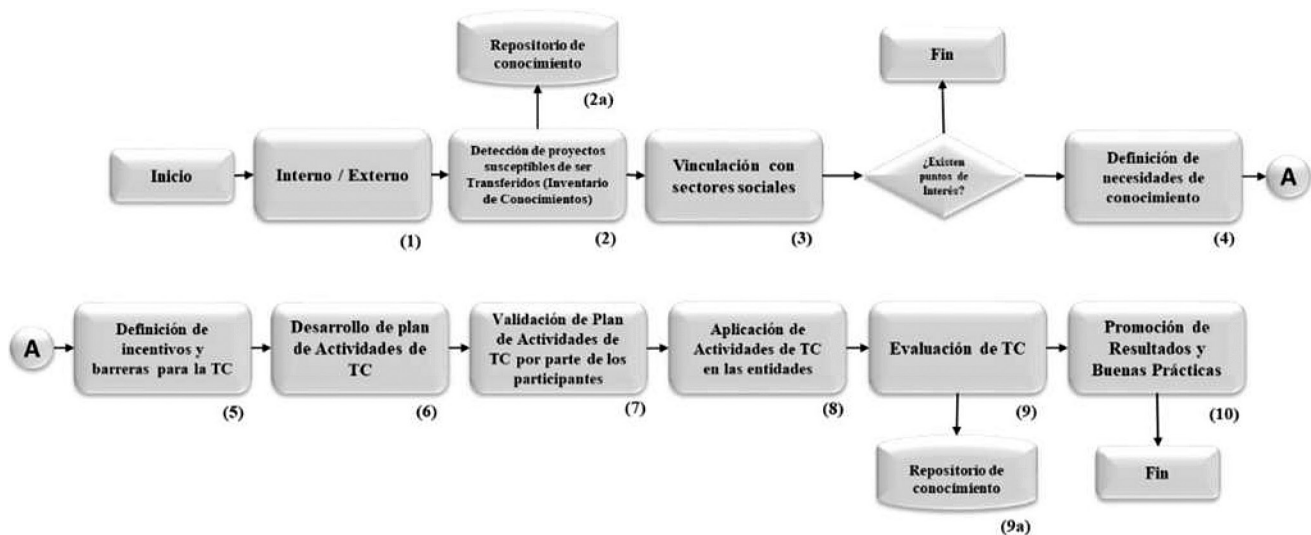 Repositorio de
conocimiento
(2a)
Fin
Inicio
Interno / Externo
(1)
Detección de proyectos
susceptibles de ser
Transferidos (Inventario
de Conocimientos)
(2)
Vinculación con
sectores sociales
(3)
¿Existen
puntos de
Interés?
Definición de
necesidades de
conocimiento
(4)
A
A
Definición de
incentivos y
barreras para la TC
(5)
Desarrollo de plan
de Actividades de
TC
(6)
Validación de Plan
de Actividades de
TC por parte de los
participantes
(7)
Aplicación de
Actividades de TC
en las entidades
(8)
Evaluación de TC
(9)
Promoción de
Resultados y
Buenas Prácticas
(10)
Repositorio de
conocimiento
(9a)
Fin